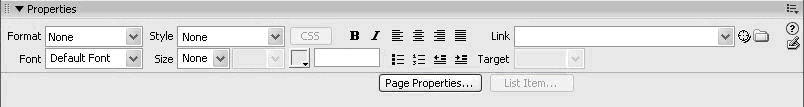 Properties
Format None Style None CSS B I Link
Font Default Font Size None Target
Page Properties... List Item...